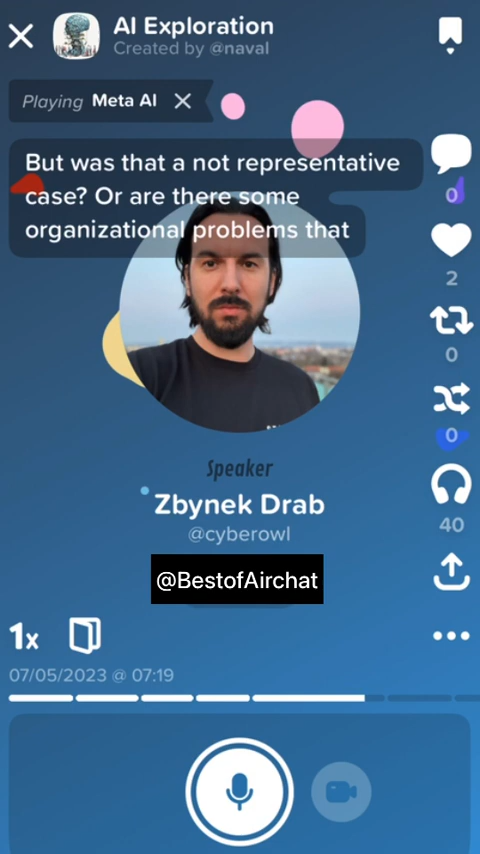 AI Exploration
Created by @naval
Playing Meta AI
But was that a not representative
case? Or are there some
organizational problems that
0
2
0
0
40
Speaker
Zbynek Drab
@cyberowl
@BestofAirchat
1x
07/05/2023 @ 07:19